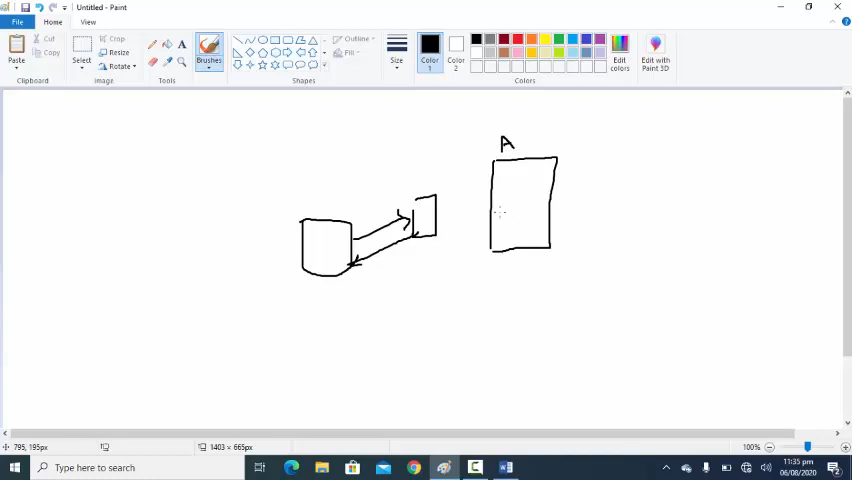 Untitled - Paint
File
Home
View
Paste
Cut
Copy
Clipboard
Select
Crop
Resize
Rotate
Image
Tools
Brushes
Shapes
Outline
Fill
Size
Color 1
Color 2
Colors
Edit colors
Edit with Paint 3D
A
795, 195px
1403 × 665px
100%
Type here to search
11:35 pm
06/08/2020
2